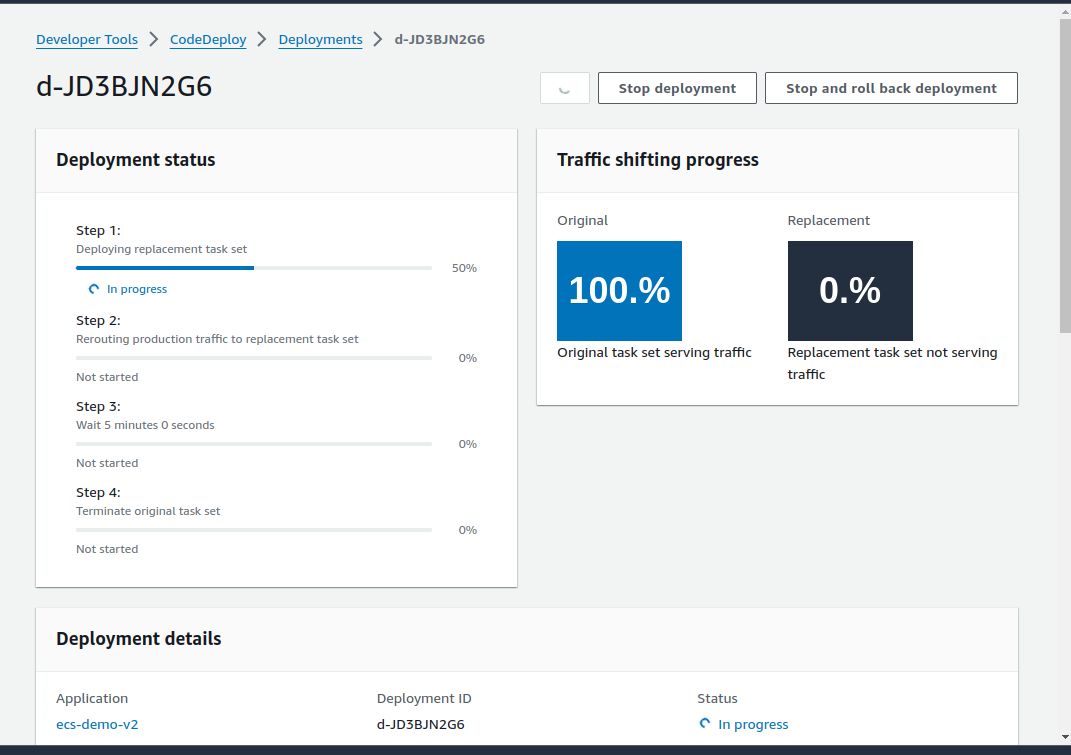 Developer Tools > CodeDeploy > Deployments > d-JD3BJN2G6
d-JD3BJN2G6
Stop deployment
Stop and roll back deployment
Deployment status
Step 1:
Deploying replacement task set
50%
In progress
Step 2:
Rerouting production traffic to replacement task set
0%
Not started
Step 3:
Wait 5 minutes 0 seconds
0%
Not started
Step 4:
Terminate original task set
0%
Not started
Traffic shifting progress
Original
100.%
Original task set serving traffic
Replacement
0.%
Replacement task set not serving
traffic
Deployment details
Application
ecs-demo-v2
Deployment ID
d-JD3BJN2G6
Status
In progress